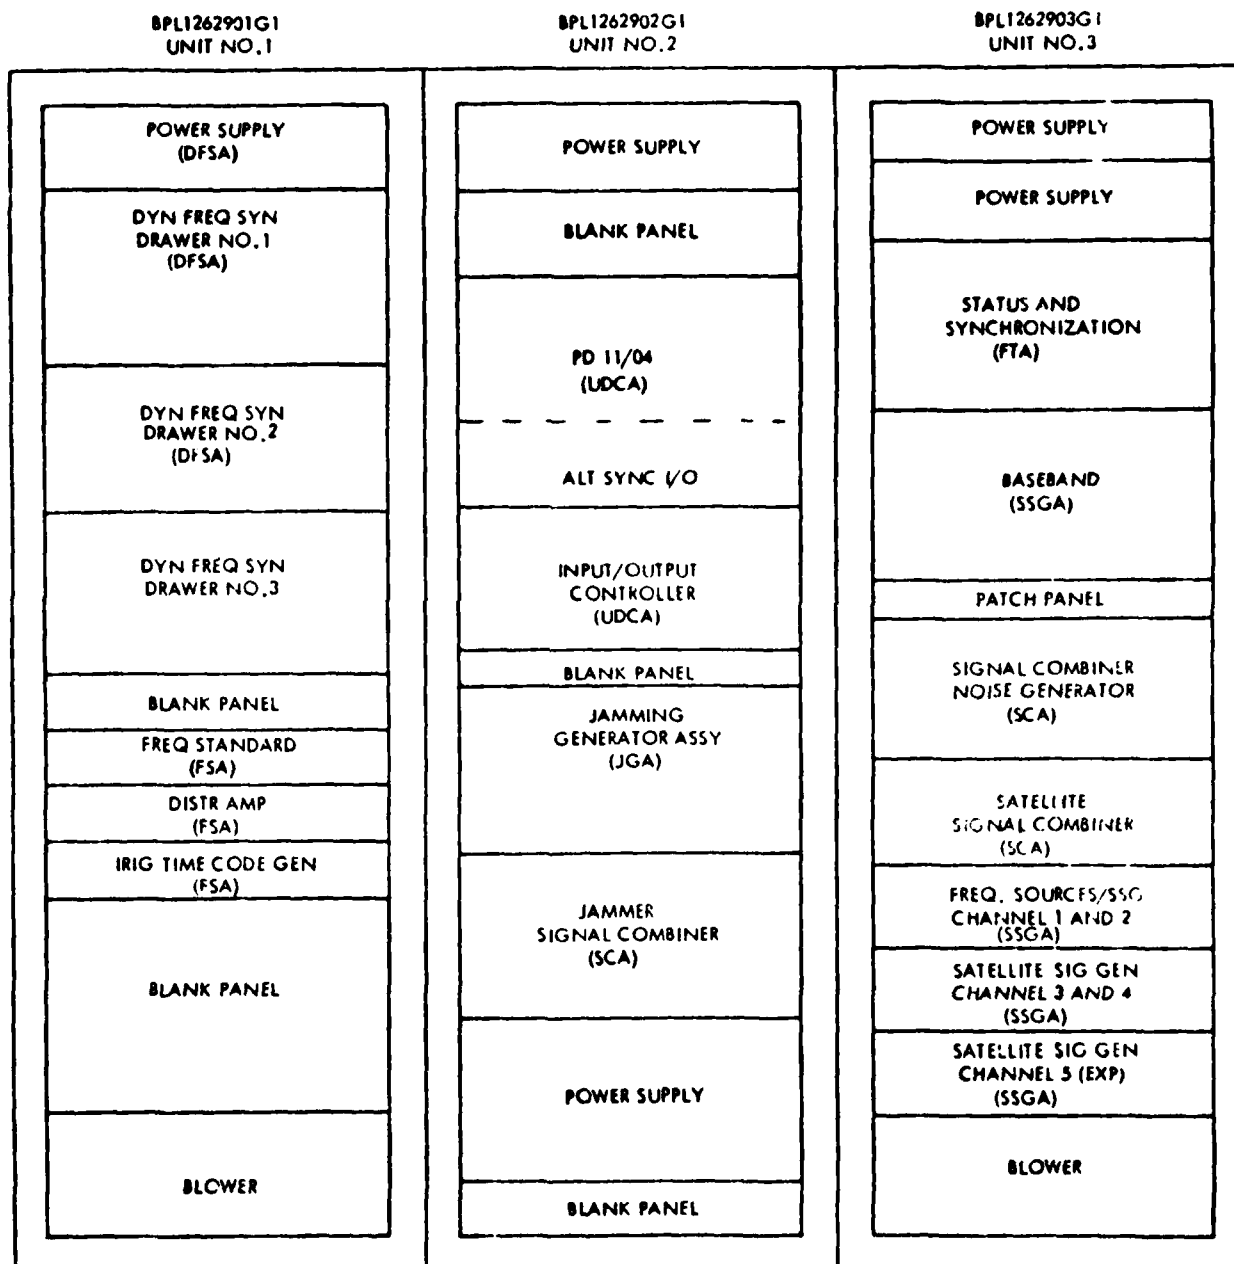 BPL1262901G1
UNIT NO.1
POWER SUPPLY
(DFSA)
DYN FREQ SYN
DRAWER NO.1
(DFSA)
DYN FREQ SYN
DRAWER NO.2
(DFSA)
DYN FREQ SYN
DRAWER NO.3
BLANK PANEL
FREQ STANDARD
(FSA)
DISTR AMP
(FSA)
IRIG TIME CODE GEN
(FSA)
BLANK PANEL
BLOWER
BPL1262902G1
UNIT NO.2
POWER SUPPLY
BLANK PANEL
PD 11/04
(UDCA)
ALT SYNC I/O
INPUT/OUTPUT
CONTROLLER
(UDCA)
BLANK PANEL
JAMMING
GENERATOR ASSY
(JGA)
JAMMER
SIGNAL COMBINER
(SCA)
POWER SUPPLY
BLANK PANEL
BPL1262903G1
UNIT NO.3
POWER SUPPLY
POWER SUPPLY
STATUS AND
SYNCHRONIZATION
(FTA)
BASEBAND
(SSGA)
PATCH PANEL
SIGNAL COMBINER
NOISE GENERATOR
(SCA)
SATELLITE
SIGNAL COMBINER
(SCA)
FREQ. SOURCES/SSG
CHANNEL 1 AND 2
(SSGA)
SATELLITE SIG GEN
CHANNEL 3 AND 4
(SSGA)
SATELLITE SIG GEN
CHANNEL 5 (EXP)
(SSGA)
BLOWER